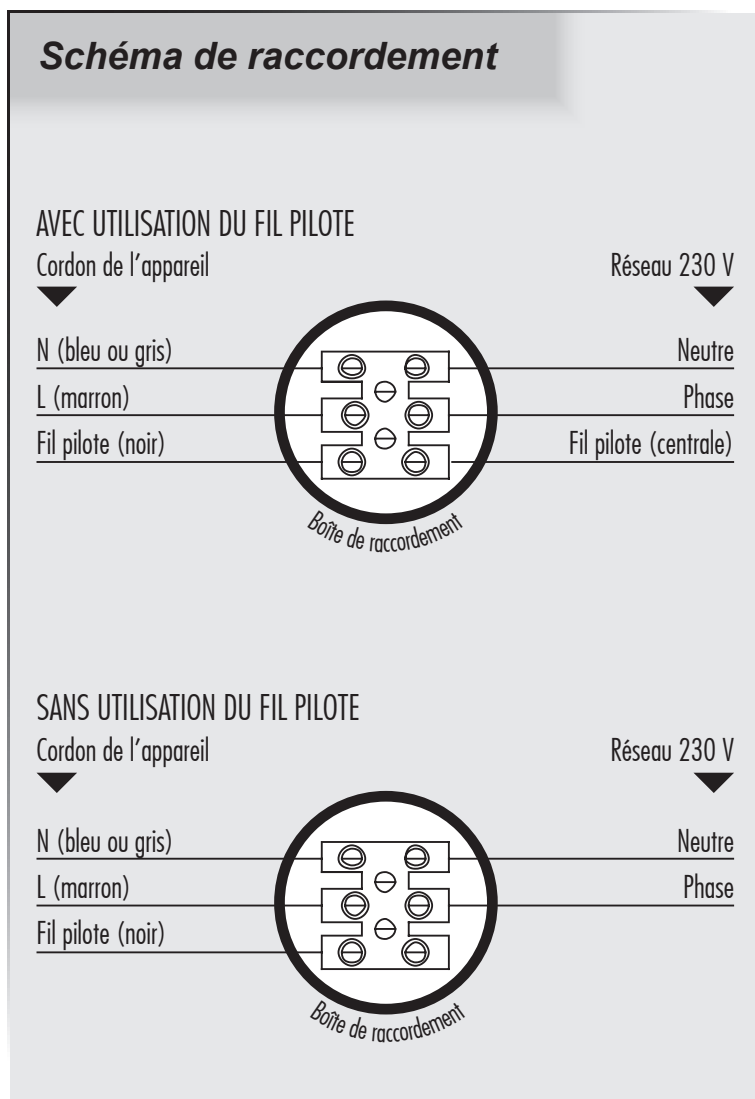 Schéma de raccordement
AVEC UTILISATION DU FIL PILOTE
Cordon de l'appareil
Réseau 230 V
N (bleu ou gris)
Neutre
L (marron)
Phase
Fil pilote (noir)
Fil pilote (centrale)
Boîte de raccordement
SANS UTILISATION DU FIL PILOTE
Cordon de l'appareil
Réseau 230 V
N (bleu ou gris)
Neutre
L (marron)
Phase
Fil pilote (noir)
Boîte de raccordement